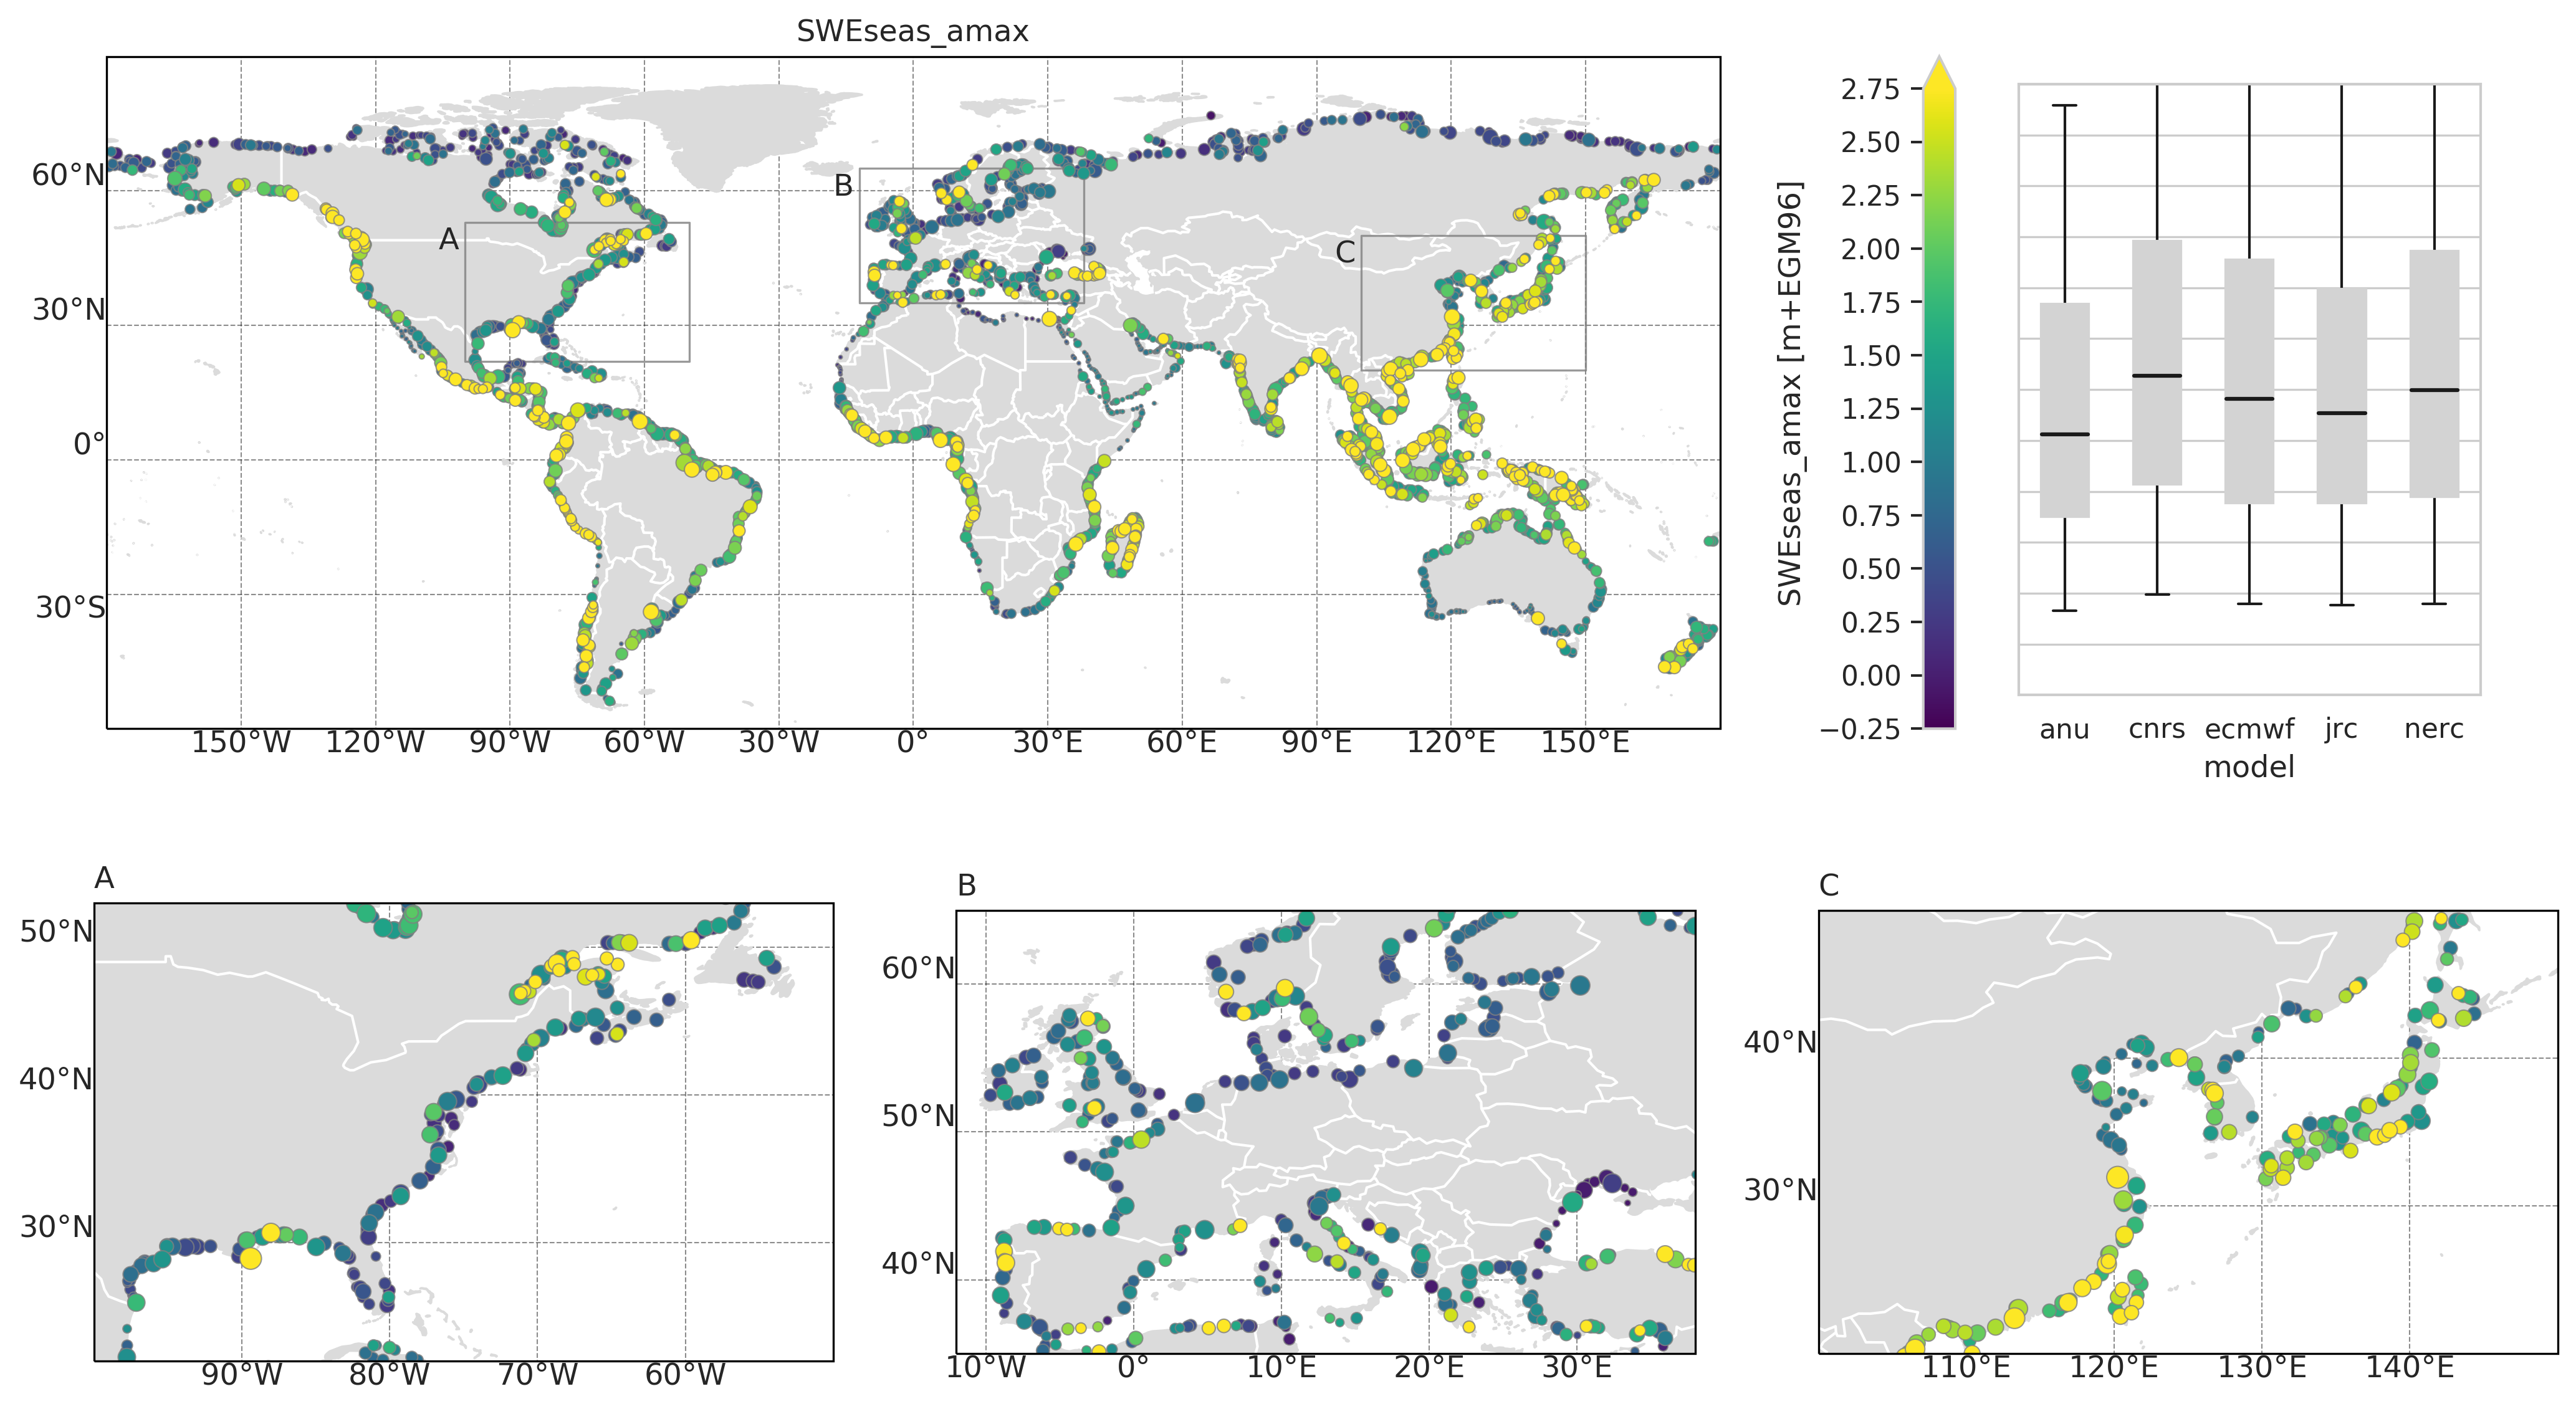 SWEseas_amax
60°N
30°N
0°
30°S
150°W 120°W 90°W 60°W 30°W 0° 30°E 60°E 90°E 120°E 150°E
A
B
C
SWEseas_amax [m+EGM96]
2.75
2.50
2.25
2.00
1.75
1.50
1.25
1.00
0.75
0.50
0.25
0.00
−0.25
anu cnrs ecmwf jrc nerc
model
A
50°N
40°N
30°N
90°W 80°W 70°W 60°W
B
60°N
50°N
40°N
10°W 0° 10°E 20°E 30°E
C
40°N
30°N
110°E 120°E 130°E 140°E